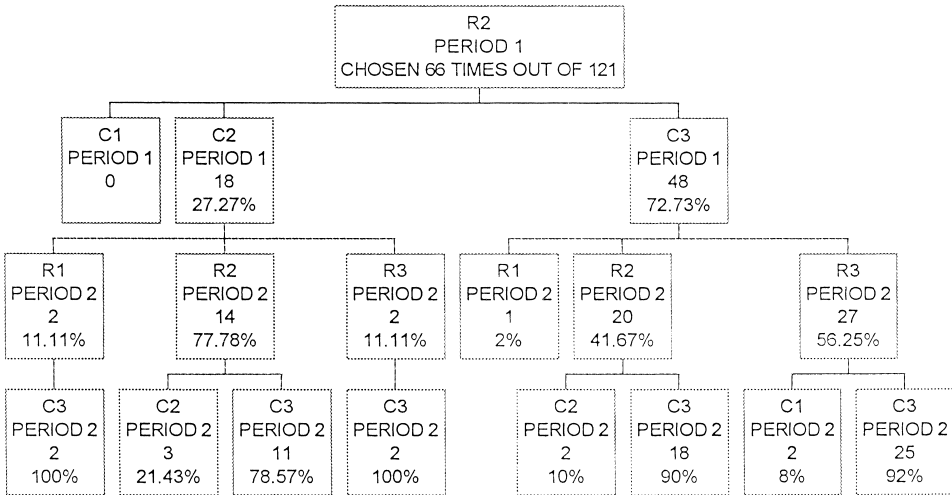 R2
PERIOD 1
CHOSEN 66 TIMES OUT OF 121
C1
PERIOD 1
0
C2
PERIOD 1
18
27.27%
C3
PERIOD 1
48
72.73%
R1
PERIOD 2
2
11.11%
R2
PERIOD 2
14
77.78%
R3
PERIOD 2
2
11.11%
R1
PERIOD 2
1
2%
R2
PERIOD 2
20
41.67%
R3
PERIOD 2
27
56.25%
C3
PERIOD 2
2
100%
C2
PERIOD 2
3
21.43%
C3
PERIOD 2
11
78.57%
C3
PERIOD 2
2
100%
C2
PERIOD 2
2
10%
C3
PERIOD 2
18
90%
C1
PERIOD 2
2
8%
C3
PERIOD 2
25
92%